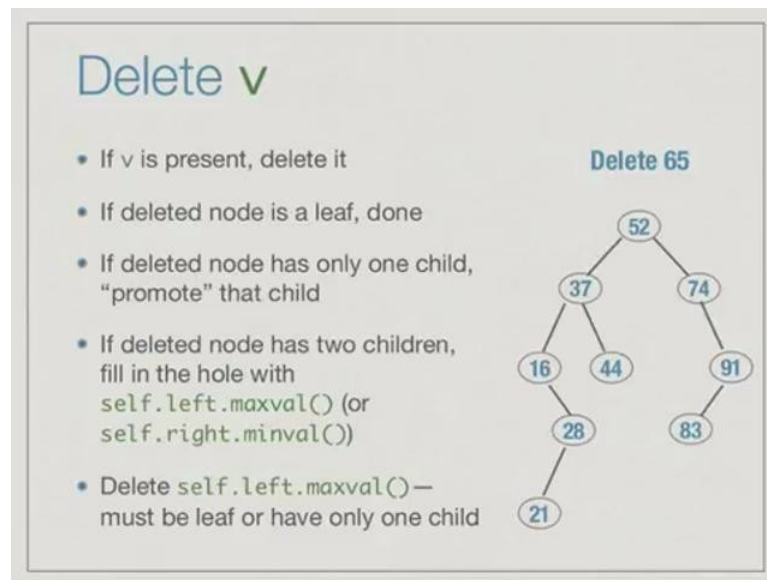 Delete v
• If v is present, delete it
• If deleted node is a leaf, done
• If deleted node has only one child,
“promote” that child
• If deleted node has two children,
fill in the hole with
self.left.maxval() (or
self.right.minval())
• Delete self.left.maxval()—
must be leaf or have only one child
Delete 65
52
37 74
16 44 91
28 83
21